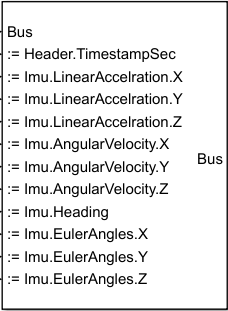 Bus
:= Header.TimestampSec
:= Imu.LinearAccelration.X
:= Imu.LinearAccelration.Y
:= Imu.LinearAccelration.Z
:= Imu.AngularVelocity.X
:= Imu.AngularVelocity.Y
:= Imu.AngularVelocity.Z
:= Imu.Heading
:= Imu.EulerAngles.X
:= Imu.EulerAngles.Y
:= Imu.EulerAngles.Z
Bus